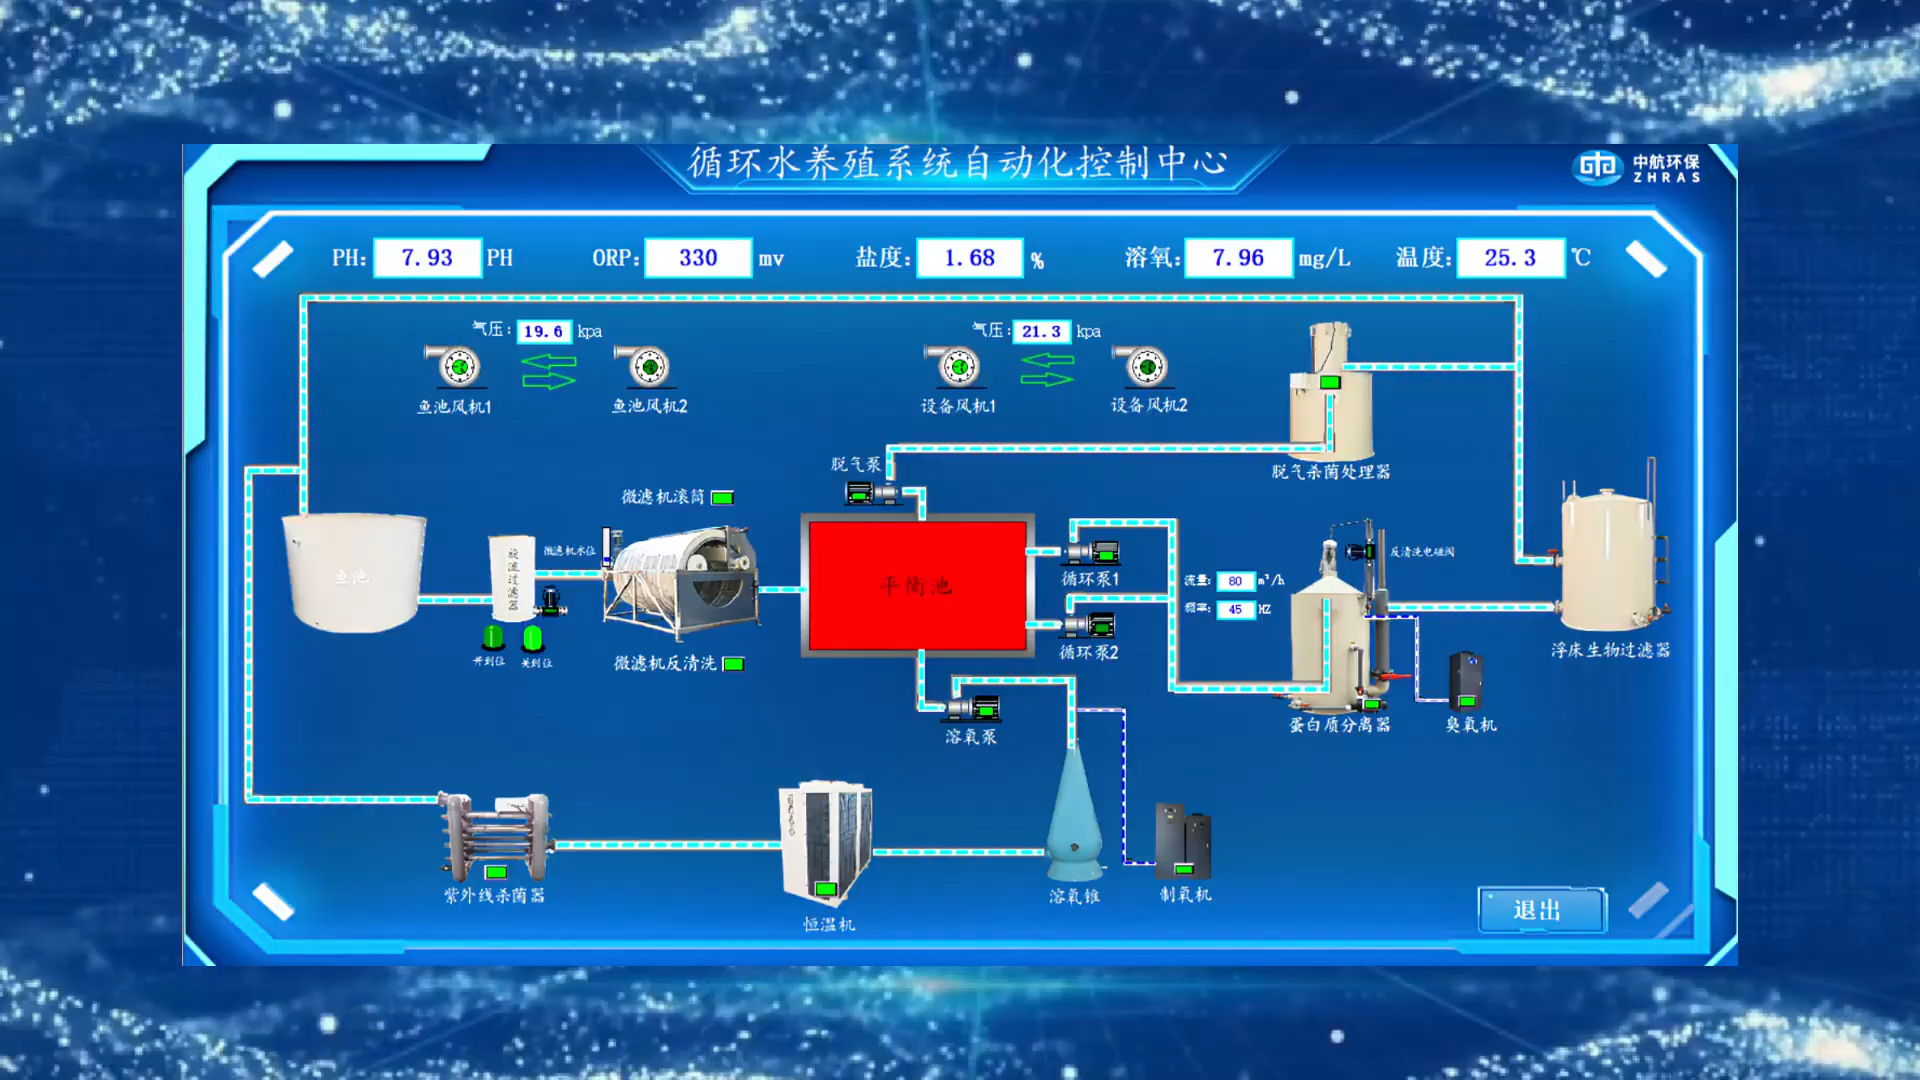 循环水养殖系统自动化控制中心
中航环保
ZHRAS
PH: 7.93 PH ORP: 330 mv 盐度: 1.68 % 溶氧: 7.96 mg/L 温度: 25.3 ℃
气压: 19.6 kpa
气压: 21.3 kpa
鱼池风机1
鱼池风机2
设备风机1
设备风机2
脱气泵
脱气杀菌处理器
微滤机滚筒
鱼池
旋流过滤器
微滤机水位
平衡池
循环泵1
反清洗电磁阀
流量: 80 m³/h
频率: 45 HZ
开到位
关到位
微滤机反清洗
循环泵2
浮床生物过滤器
溶氧泵
蛋白质分离器
臭氧机
紫外线杀菌器
恒温机
溶氧锥
制氧机
退出